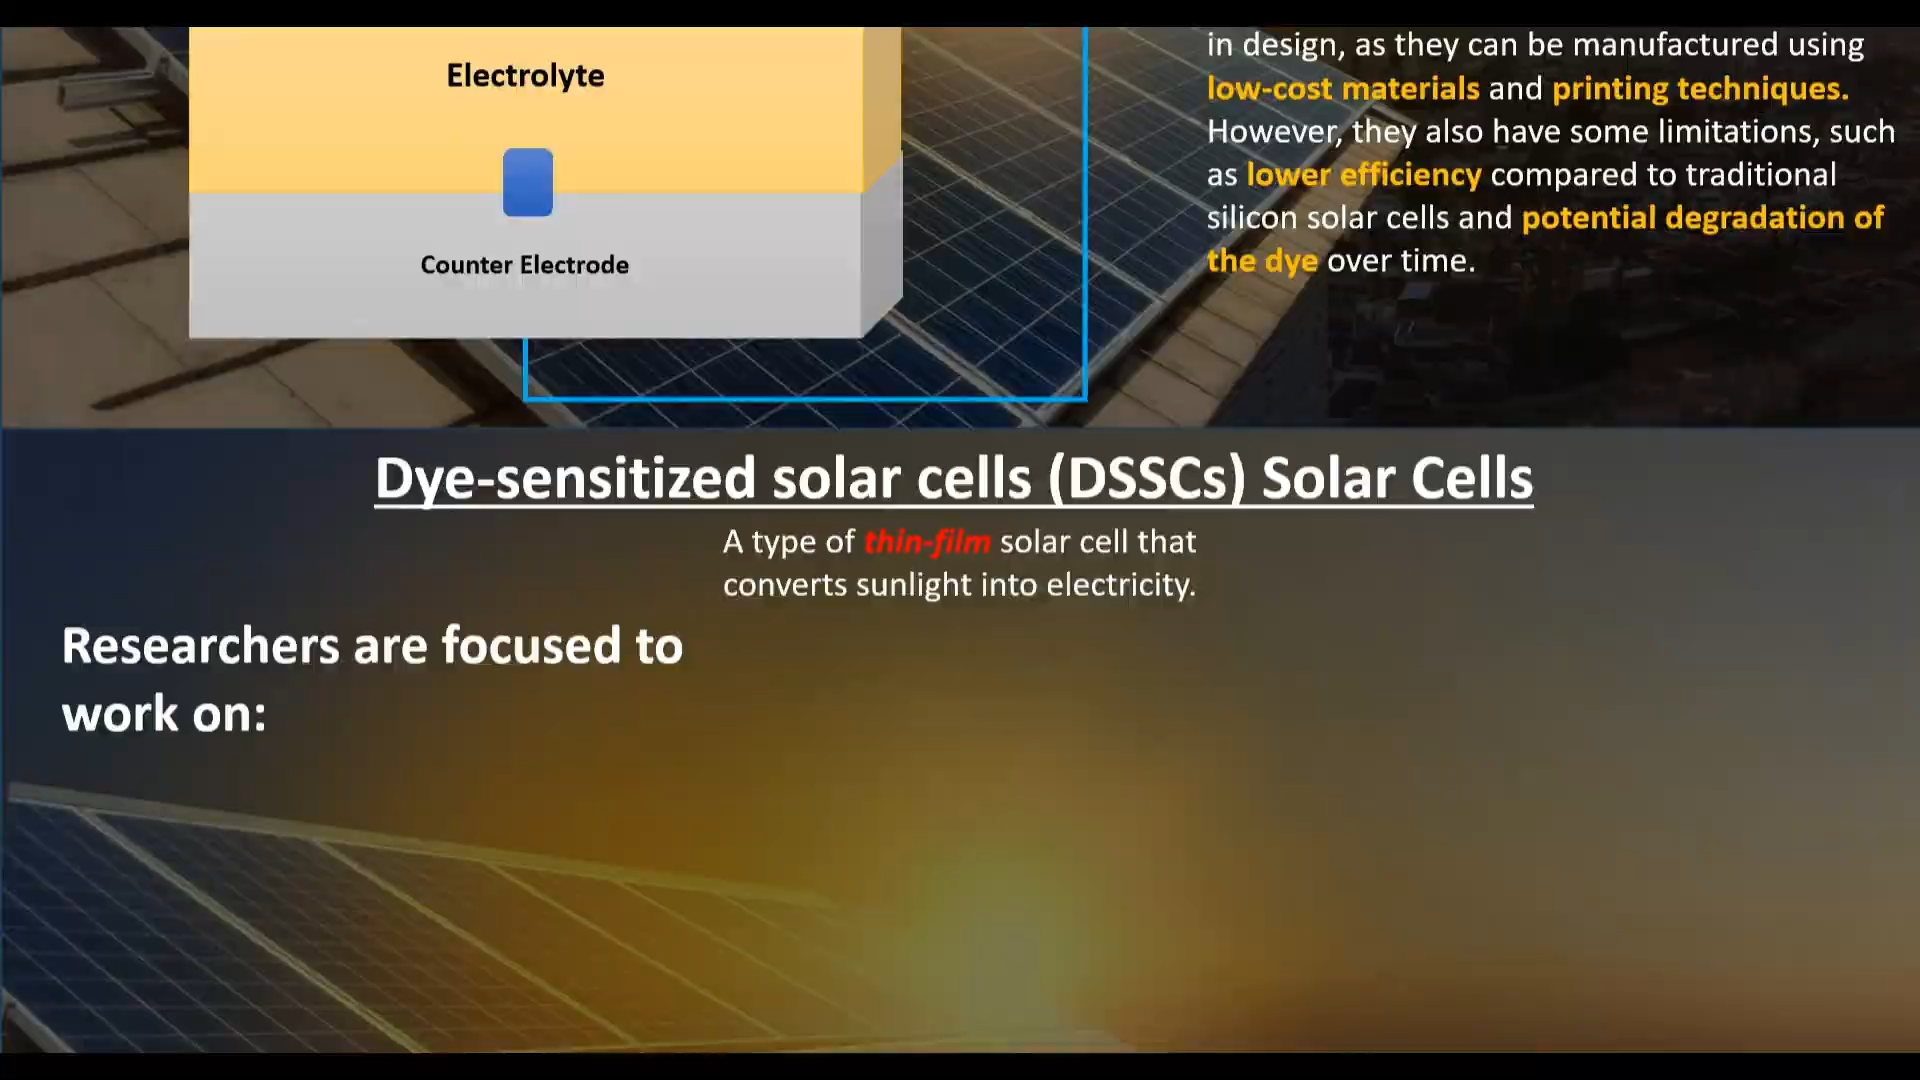 Electrolyte
Counter Electrode
in design, as they can be manufactured using
low-cost materials and printing techniques.
However, they also have some limitations, such
as lower efficiency compared to traditional
silicon solar cells and potential degradation of
the dye over time.
Dye-sensitized solar cells (DSSCs) Solar Cells
A type of thin-film solar cell that
converts sunlight into electricity.
Researchers are focused to
work on: